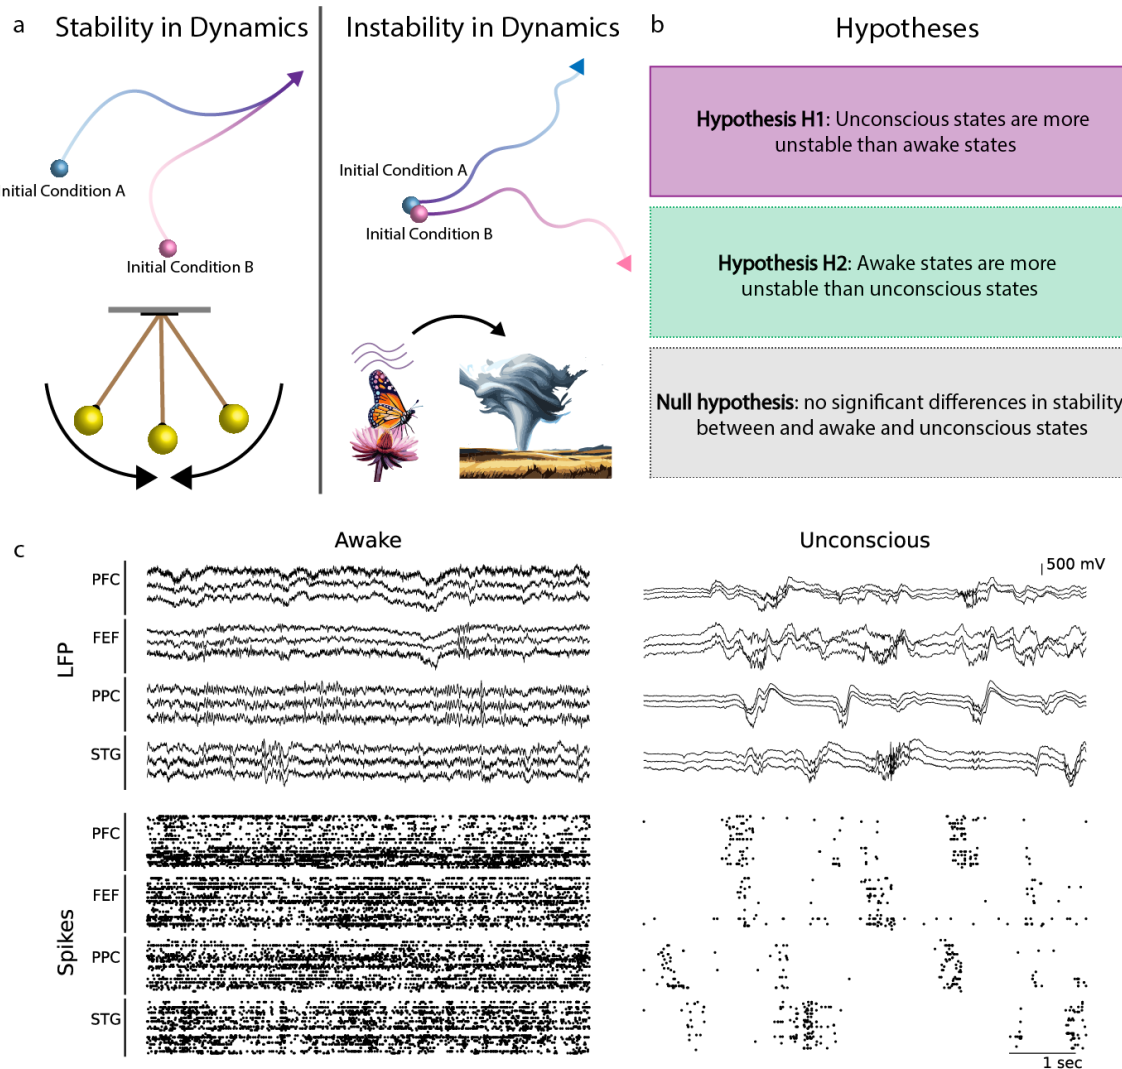 a
Stability in Dynamics
Initial Condition A
Initial Condition B
Instability in Dynamics
Initial Condition A
Initial Condition B
b
Hypotheses
Hypothesis H1: Unconscious states are more
unstable than awake states
Hypothesis H2: Awake states are more
unstable than unconscious states
Null hypothesis: no significant differences in stability
between and awake and unconscious states
c
Awake
Unconscious
500 mV
LFP
PFC
FEF
PPC
STG
Spikes
PFC
FEF
PPC
STG
1 sec